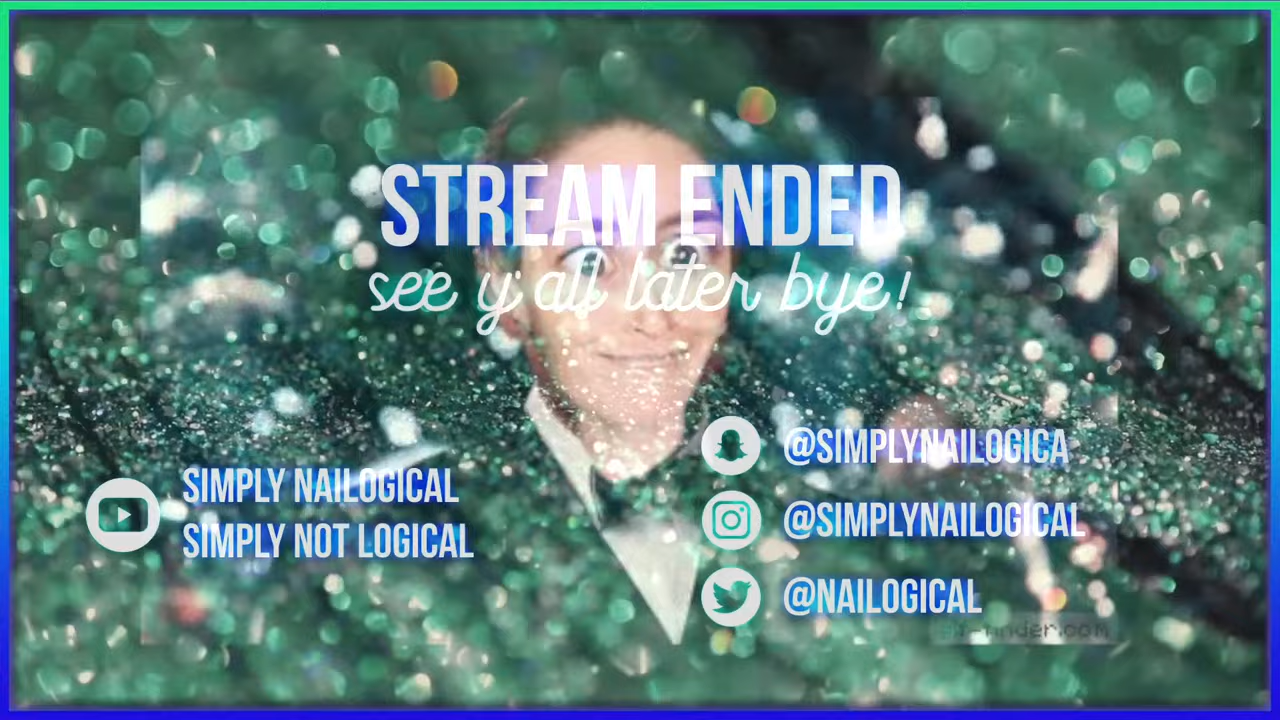 STREAM ENDED
see y'all later bye!
SIMPLY NAILOGICAL
SIMPLY NOT LOGICAL
@SIMPLYNAILOGICA
@SIMPLYNAILOGICAL
@NAILOGICAL